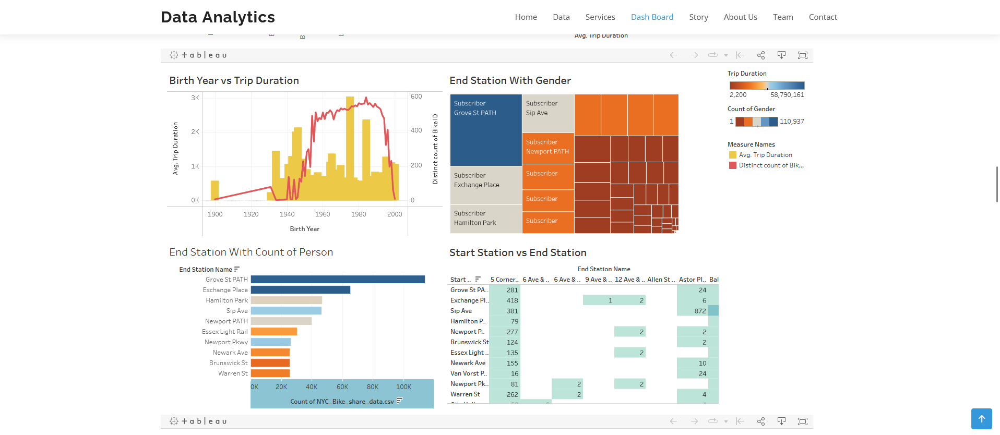 Data Analytics
Home Data Services Dash Board Story About Us Team Contact
Avg. Trip Duration
+ a b | e a u
Birth Year vs Trip Duration
3K
2K
1K
0K
Avg. Trip Duration
600
400
200
0
Distinct count of Bike ID
1900 1920 1940 1960 1980 2000
Birth Year
End Station With Gender
Subscriber
Grove St PATH
Subscriber
Exchange Place
Subscriber
Hamilton Park
Subscriber
Sip Ave
Subscriber
Newport PATH
Subscriber
Subscriber
Subscriber
Trip Duration
2,200 58,790,161
Count of Gender
1 110,937
Measure Names
Avg. Trip Duration
Distinct count of Bik...
End Station With Count of Person
End Station Name
Grove St PATH
Exchange Place
Hamilton Park
Sip Ave
Newport PATH
Essex Light Rail
Newport Pkwy
Newark Ave
Brunswick St
Warren St
0K 20K 40K 60K 80K 100K
Count of NYC_Bike_share_data.csv
Start Station vs End Station
End Station Name
Start .. 5 Corner.. 6 Ave & .. 6 Ave & .. 9 Ave & .. 12 Ave & .. Allen St .. Astor Pl.. Bal
Grove St PA.. 281 24
Exchange Pl.. 418 1 2 6
Sip Ave 381 872
Hamilton P.. 79
Newport P.. 277 2 2
Brunswick St 124 2
Essex Light .. 135 2
Newark Ave 155 10
Van Vorst P.. 16 24
Newport Pk.. 81 2 2
Warren St 262 2 4
+ a b | e a u